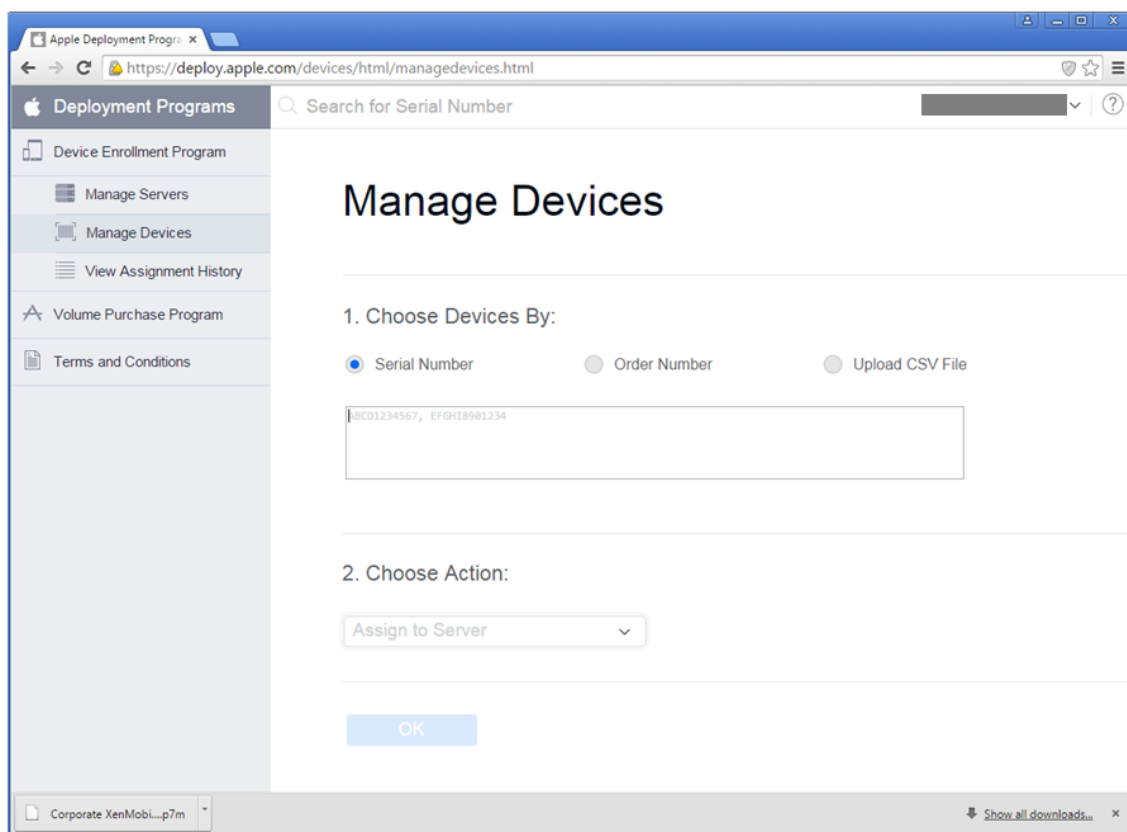 Apple Deployment Progra
https://deploy.apple.com/devices/html/managedevices.html
Deployment Programs
Search for Serial Number
Device Enrollment Program
Manage Servers
Manage Devices
View Assignment History
Volume Purchase Program
Terms and Conditions
Manage Devices
1. Choose Devices By:
Serial Number
Order Number
Upload CSV File
ABCD1234567, EFGHI8901234
2. Choose Action:
Assign to Server
OK
Corporate XenMobi....p7m
Show all downloads...